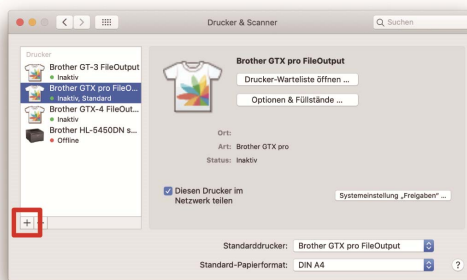 Drucker & Scanner
Suchen
Drucker
Brother GT-3 FileOutput
Inaktiv
Brother GTX pro FileO...
Inaktiv, Standard
Brother GTX-4 FileOut...
Inaktiv
Brother HL-5450DN s...
Offline
+ −
Brother GTX pro FileOutput
Drucker-Warteliste öffnen ...
Optionen & Füllstände ...
Ort:
Art: Brother GTX pro
Status: Inaktiv
Diesen Drucker im
Netzwerk teilen
Systemeinstellung „Freigaben“ ...
Standarddrucker: Brother GTX pro FileOutput
Standard-Papierformat: DIN A4
?